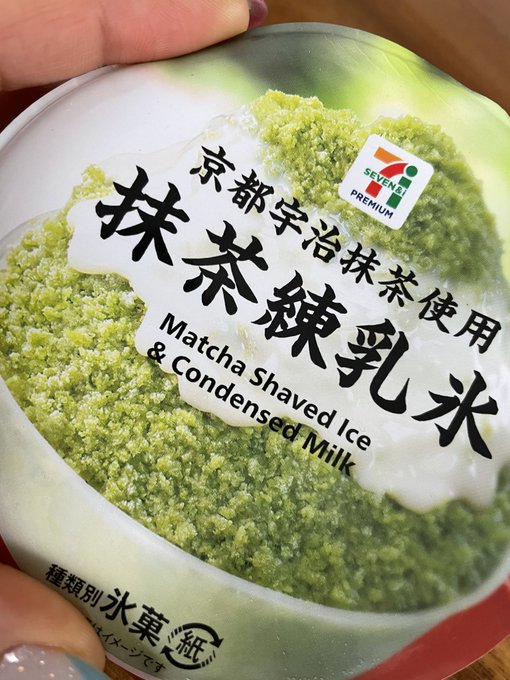 SEVEN&i
PREMIUM
京都宇治抹茶使用
抹茶練乳氷
Matcha Shaved Ice
& Condensed Milk
種類別 氷菓 紙
はイメージです